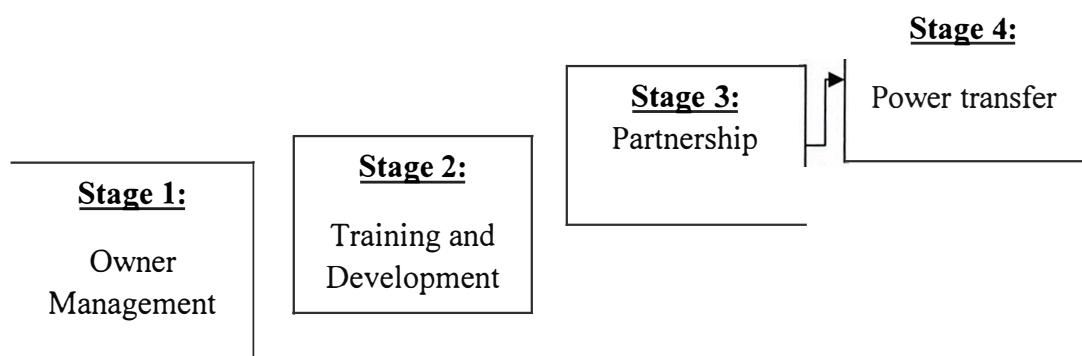 Stage 1:
Owner
Management
Stage 2:
Training and
Development
Stage 3:
Partnership
Stage 4:
Power transfer